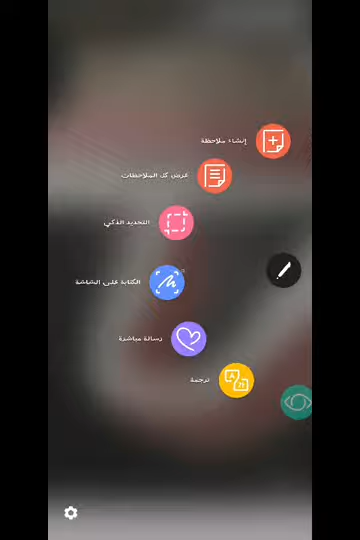 إنشاء ملاحظة
عرض كل الملاحظات
التحديد الذكي
الكتابة على الشاشة
رسالة مباشرة
ترجمة